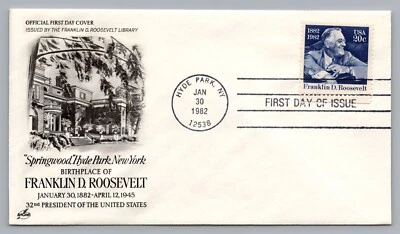 OFFICIAL FIRST DAY COVER
ISSUED BY THE FRANKLIN D. ROOSEVELT LIBRARY
"Springwood," Hyde Park, New York
BIRTHPLACE OF
FRANKLIN D. ROOSEVELT
JANUARY 30, 1882-APRIL 12, 1945
32nd PRESIDENT OF THE UNITED STATES
HYDE PARK, NY
JAN
30
1982
12538
1882
1982
USA
20c
Franklin D. Roosevelt
FIRST DAY OF ISSUE